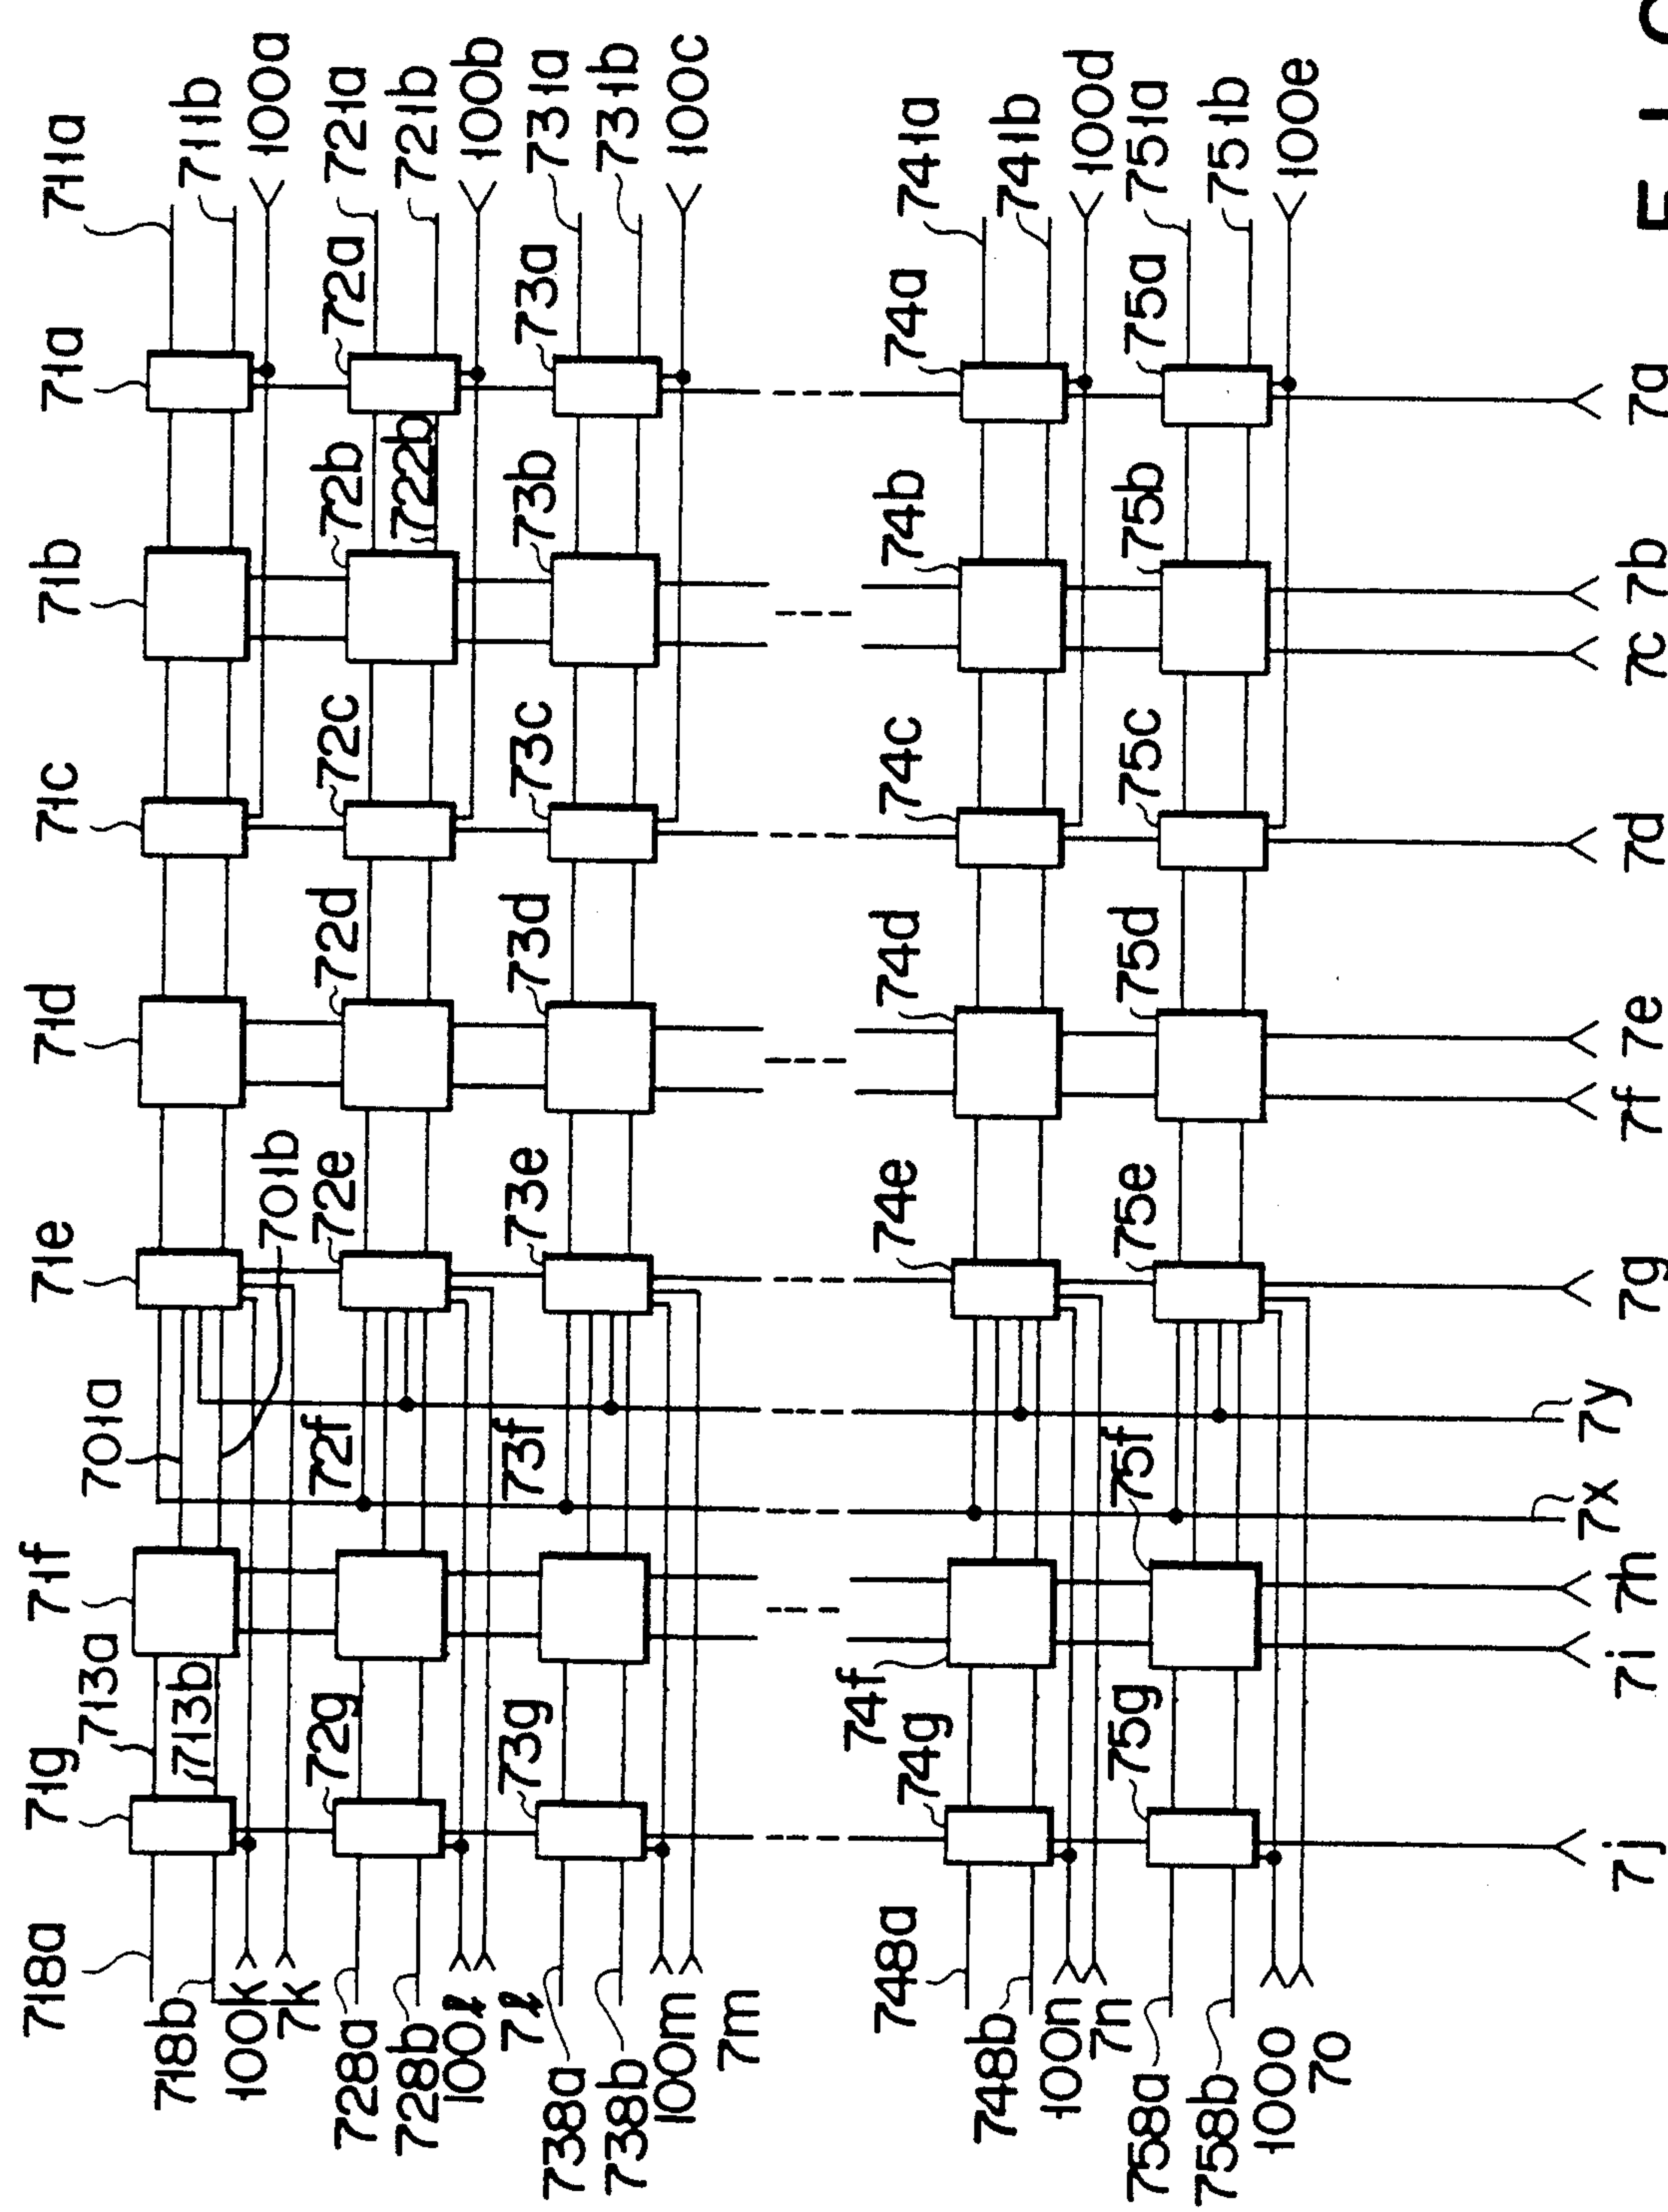 718a 71g 71f 71e 71d 71c 71b 71a 711a
713a 701a
718b 713b 711b
100k 701b 100a
7k
728a 72g 72f 72e 72d 72c 72b 72a 721a
728b 722b 721b
100ℓ 100b
7ℓ 73g 73f 73e 73d 73c 73b 73a 731a
738a
738b 731b
100m 100c
7m
748a 74g 74f 74e 74d 74c 74b 74a 741a
748b 741b
100n 100d
7n
758a 75g 75f 75e 75d 75c 75b 75a 751a
758b 751b
100o 100e
7o
7x 7y
7j 7i 7h 7g 7f 7e 7d 7c 7b 7a